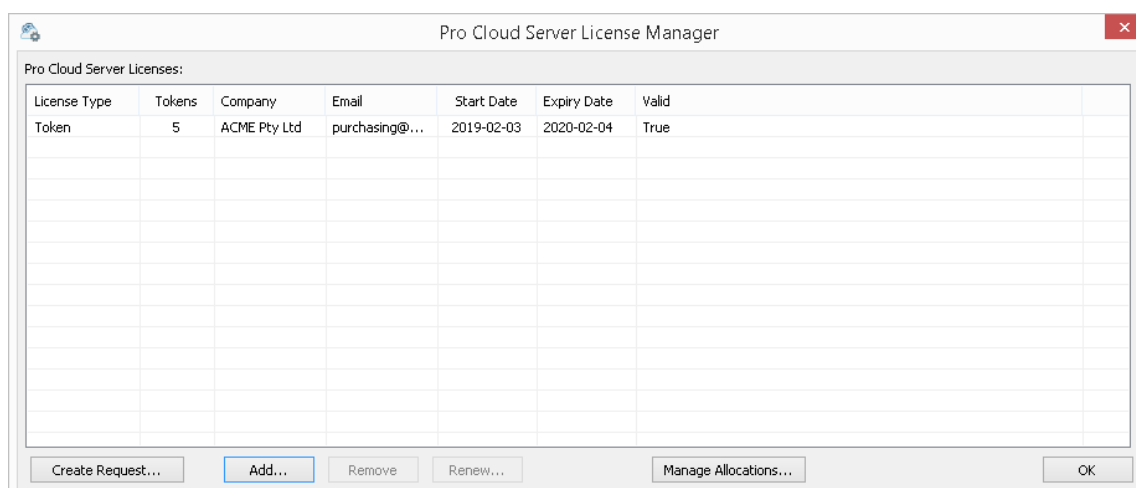 Pro Cloud Server License Manager
Pro Cloud Server Licenses:
License Type Tokens Company Email Start Date Expiry Date Valid
Token 5 ACME Pty Ltd purchasing@... 2019-02-03 2020-02-04 True
Create Request... Add... Remove Renew... Manage Allocations... OK